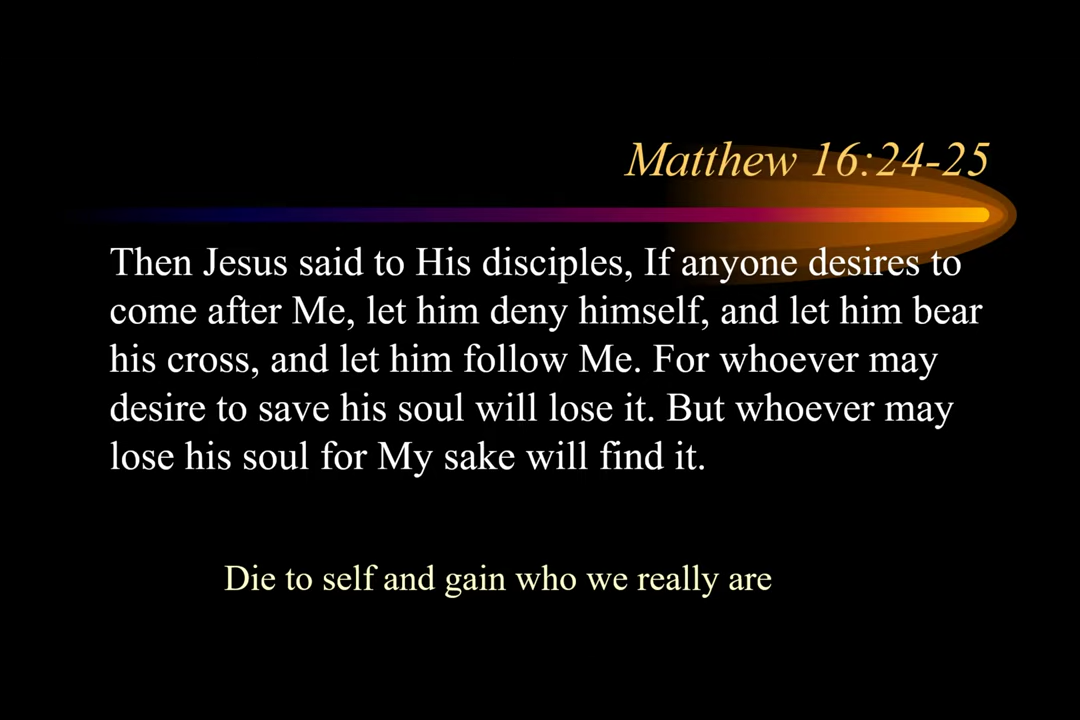 Matthew 16:24-25
Then Jesus said to His disciples, If anyone desires to
come after Me, let him deny himself, and let him bear
his cross, and let him follow Me. For whoever may
desire to save his soul will lose it. But whoever may
lose his soul for My sake will find it.
Die to self and gain who we really are